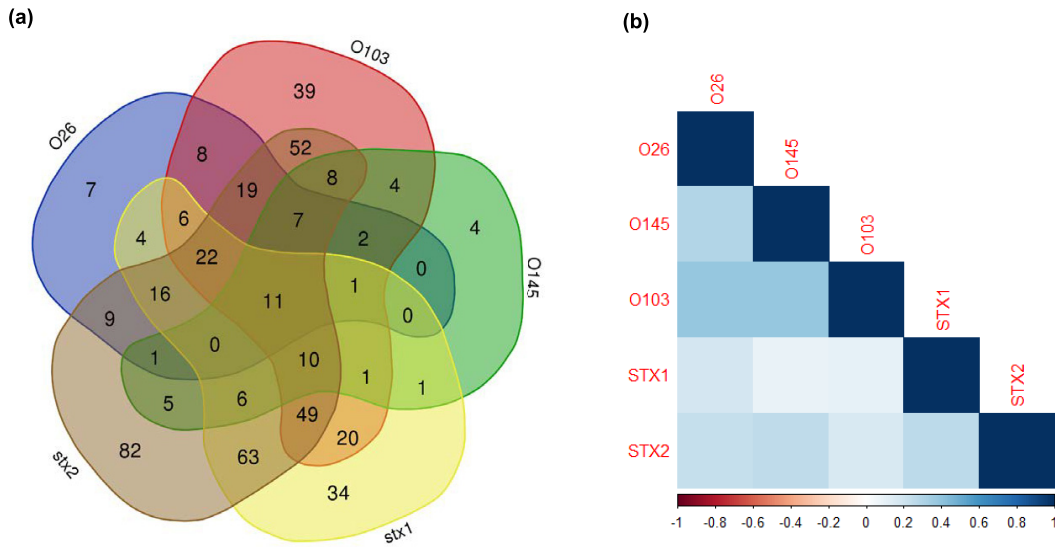 (a)
O103
39
O26
52
8
8
7
19
4
6
7
4
4
2
O145
22
0
16
1
11
0
9
0
1
10
1
1
5
6
49
20
82
63
34
stx2
stx1
(b)
O26
O26
O145
O145
O103
O103
STX1
STX1
STX2
STX2
-1 -0.8 -0.6 -0.4 -0.2 0 0.2 0.4 0.6 0.8 1